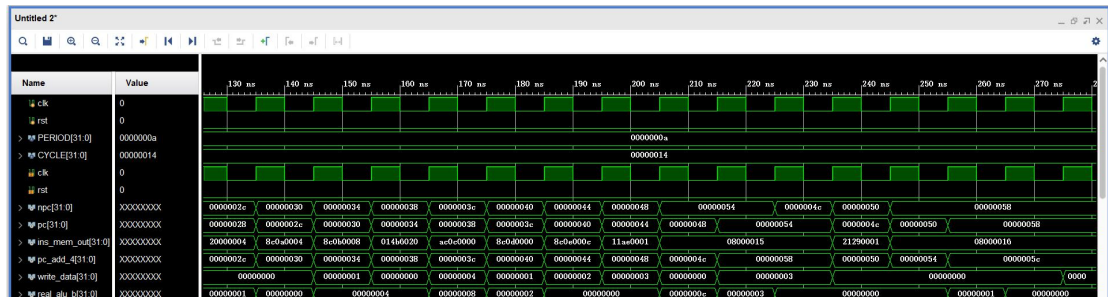 Untitled 2*
Name Value 130 ns 140 ns 150 ns 160 ns 170 ns 180 ns 190 ns 200 ns 210 ns 220 ns 230 ns 240 ns 250 ns 260 ns 270 ns
clk 0
rst 0
PERIOD[31:0] 0000000a 0000000a
CYCLE[31:0] 00000014 00000014
clk 0
rst 0
npc[31:0] XXXXXXXX 0000002c 00000030 00000034 00000038 0000003c 00000040 00000044 00000048 00000054 0000004c 00000050 00000058
pc[31:0] XXXXXXXX 00000028 0000002c 00000030 00000034 00000038 0000003c 00000040 00000044 00000048 00000054 0000004c 00000050 00000058
ins_mem_out[31:0] XXXXXXXX 20000004 8c0a0004 8c0b0008 014b6020 ac0c0000 8c0d0000 8c0e000c 11ae0001 08000015 21290001 08000016
pc_add_4[31:0] XXXXXXXX 0000002c 00000030 00000034 00000038 0000003c 00000040 00000044 00000048 0000004c 00000058 00000050 00000054 0000005c
write_data[31:0] XXXXXXXX 00000000 00000001 00000000 00000004 00000001 00000002 00000003 00000000 00000003 00000000 0000
real_alu_b[31:0] XXXXXXXX 00000001 00000000 00000004 00000008 00000002 00000000 0000000c 00000003 00000000 00000001 00000000